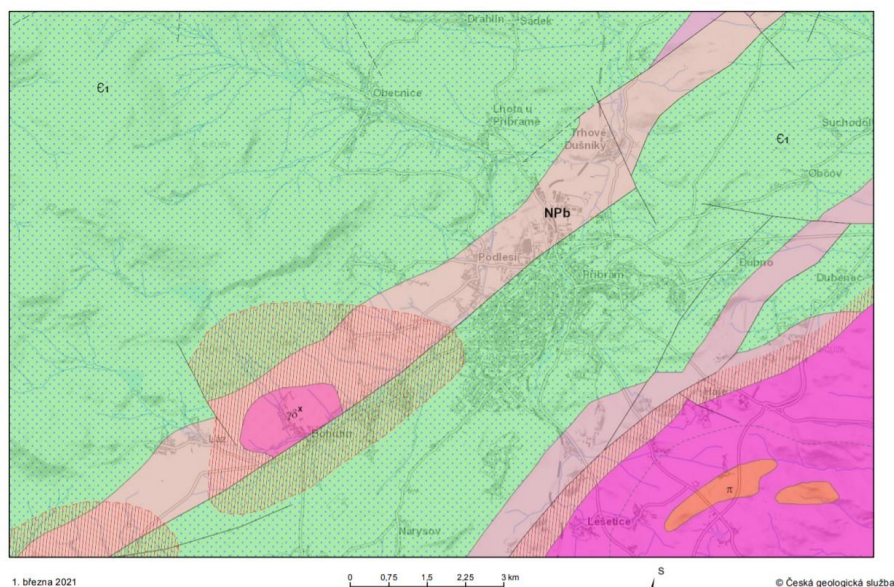 Drahlín
Sádek
Є1
Obecnice
Lhota u
Příbramě
Suchodol
Trhové
Dušníky
Є1
Občov
NPb
Podlesí
Příbram
Dubno
Dubenec
Háje
γδx
Bohutín
Láz
π
Lešetice
Narysov
1. března 2021
0 0,75 1,5 2,25 3 km
S
© Česká geologická služba